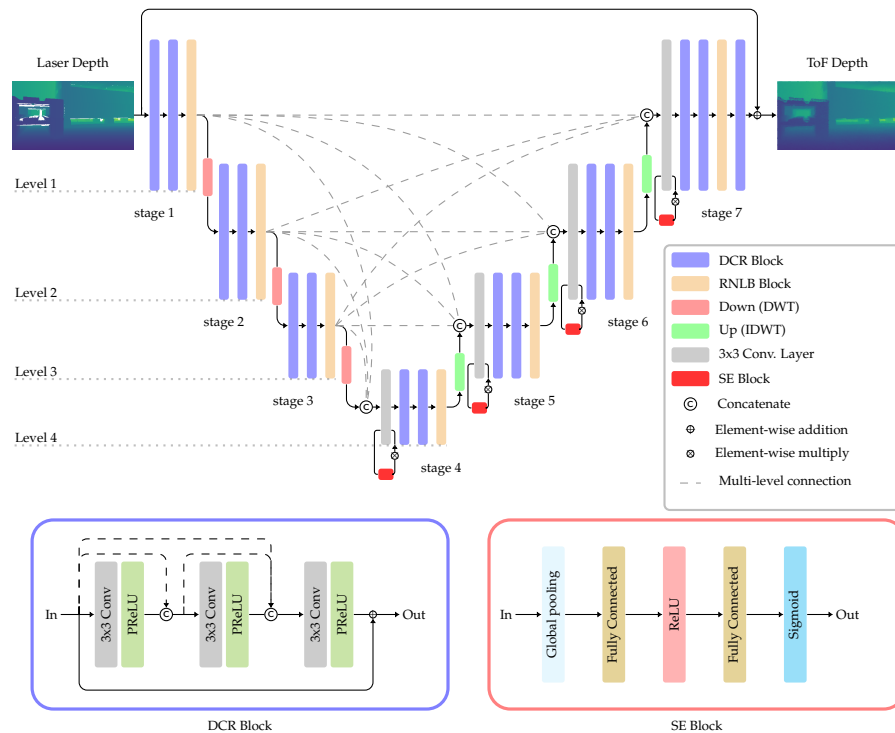 Laser Depth
ToF Depth
Level 1
stage 1
stage 7
Level 2
stage 2
stage 6
Level 3
stage 3
stage 5
Level 4
stage 4
C
C
C
C
DCR Block
RNLB Block
Down (DWT)
Up (IDWT)
3x3 Conv. Layer
SE Block
C Concatenate
Element-wise addition
Element-wise multiply
Multi-level connection
In
3x3 Conv
PReLU
C
3x3 Conv
PReLU
C
3x3 Conv
PReLU
Out
DCR Block
In
Global pooling
Fully Connected
ReLU
Fully Connected
Sigmoid
Out
SE Block